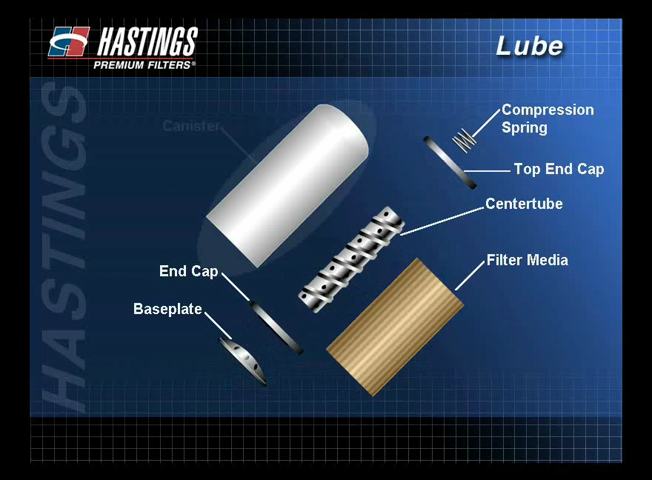 HASTINGS
PREMIUM FILTERS®
Lube
HASTINGS
Canister
Compression
Spring
Top End Cap
Centertube
Filter Media
End Cap
Baseplate